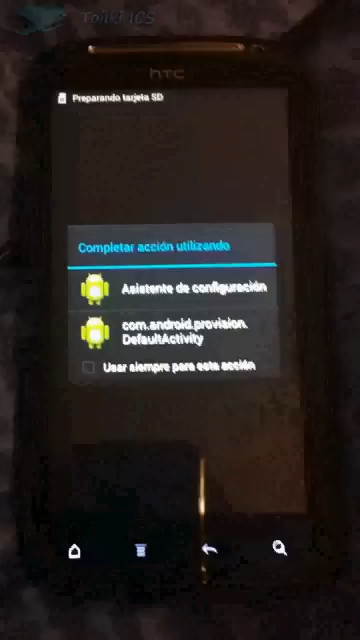 TonkPICS
htc
Preparando tarjeta SD
Completar acción utilizando
Asistente de configuración
com.android.provision.
DefaultActivity
Usar siempre para esta acción